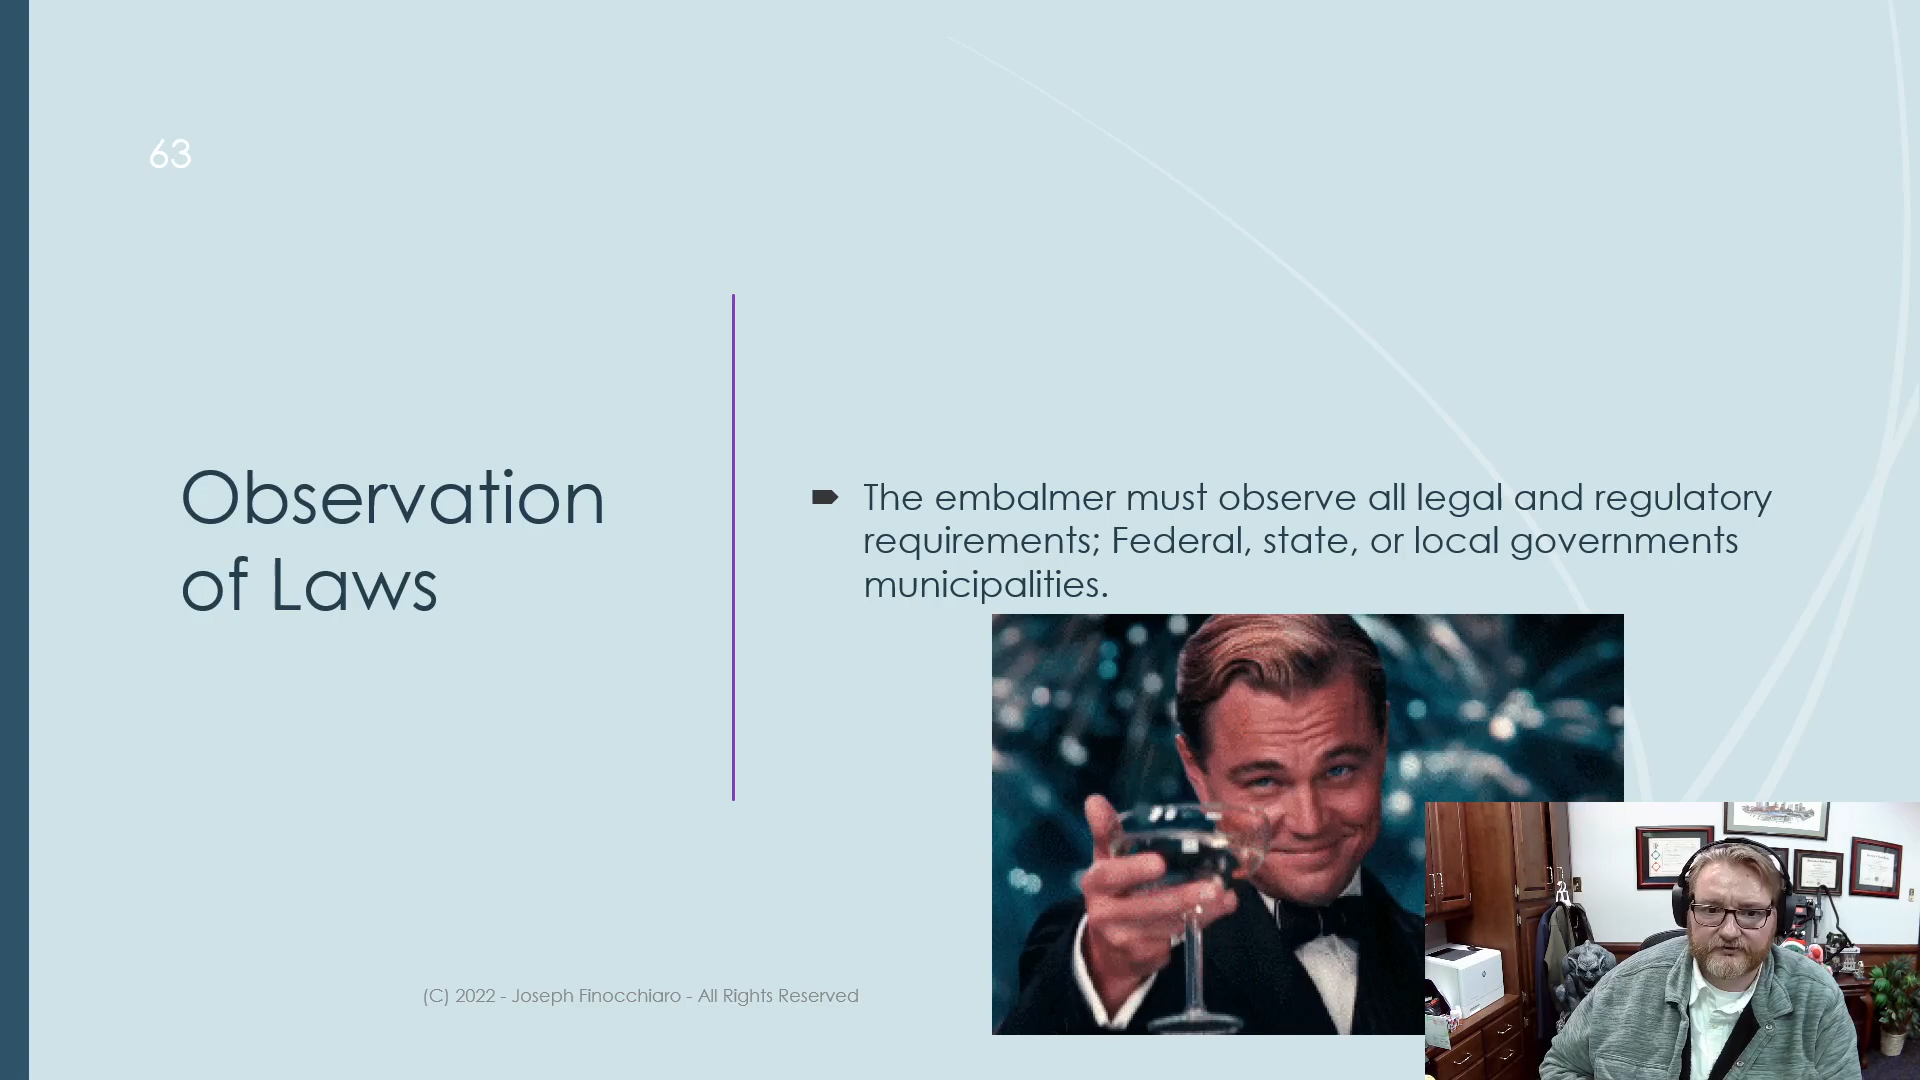 63
Observation
of Laws
The embalmer must observe all legal and regulatory
requirements; Federal, state, or local governments
municipalities.
(C) 2022 - Joseph Finocchiaro - All Rights Reserved